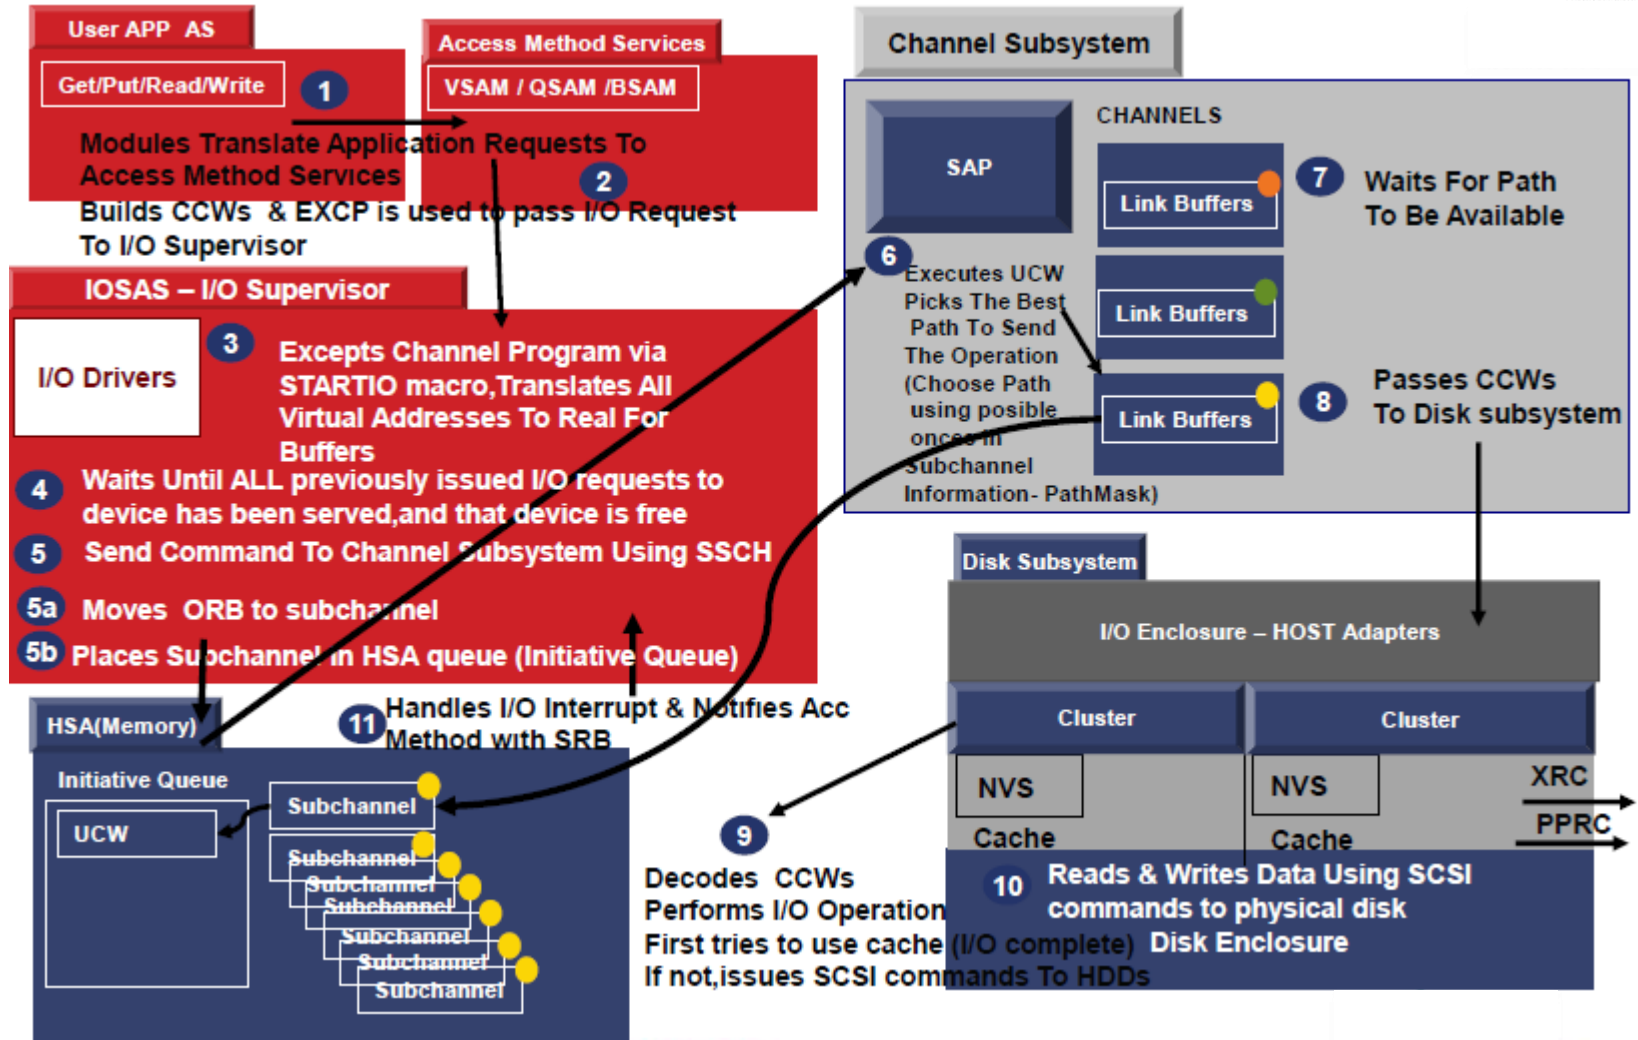 User APP AS
Get/Put/Read/Write
1
Access Method Services
VSAM / QSAM /BSAM
Modules Translate Application Requests To
Access Method Services
2
Builds CCWs & EXCP is used to pass I/O Request
To I/O Supervisor
IOSAS – I/O Supervisor
I/O Drivers
3
Excepts Channel Program via
STARTIO macro,Translates All
Virtual Addresses To Real For
Buffers
4
Waits Until ALL previously issued I/O requests to
device has been served,and that device is free
5
Send Command To Channel Subsystem Using SSCH
5a
Moves ORB to subchannel
5b
Places Subchannel in HSA queue (Initiative Queue)
HSA(Memory)
11
Handles I/O Interrupt & Notifies Acc
Method with SRB
Initiative Queue
UCW
Subchannel
Subchannel
Subchannel
Subchannel
Subchannel
Subchannel
Subchannel
Channel Subsystem
SAP
CHANNELS
Link Buffers
Link Buffers
Link Buffers
6
Executes UCW
Picks The Best
Path To Send
The Operation
(Choose Path
using posible
onces in
Subchannel
Information- PathMask)
7
Waits For Path
To Be Available
8
Passes CCWs
To Disk subsystem
Disk Subsystem
I/O Enclosure – HOST Adapters
Cluster
Cluster
NVS
Cache
NVS
Cache
XRC
PPRC
9
Decodes CCWs
Performs I/O Operation
First tries to use cache (I/O complete)
If not,issues SCSI commands To HDDs
10
Reads & Writes Data Using SCSI
commands to physical disk
Disk Enclosure